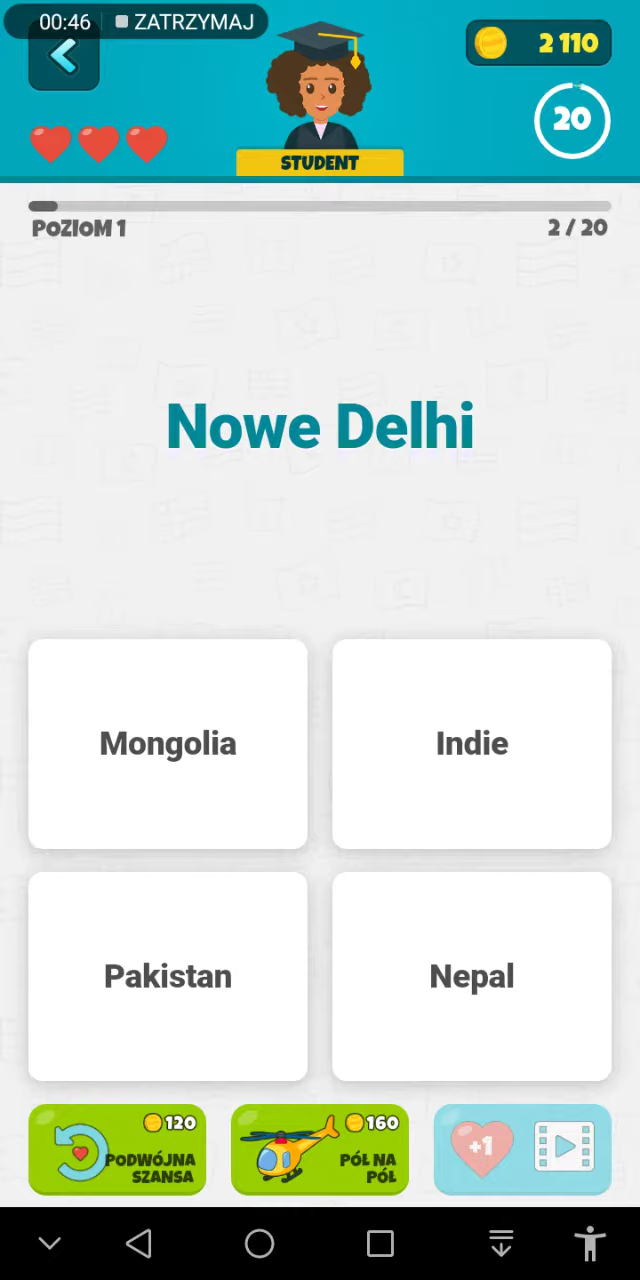 00:46 ZATRZYMAJ
2 110
20
STUDENT
POZIOM 1
2 / 20
Nowe Delhi
Mongolia
Indie
Pakistan
Nepal
120
PODWÓJNA
SZANSA
160
PÓŁ NA
PÓŁ
+1